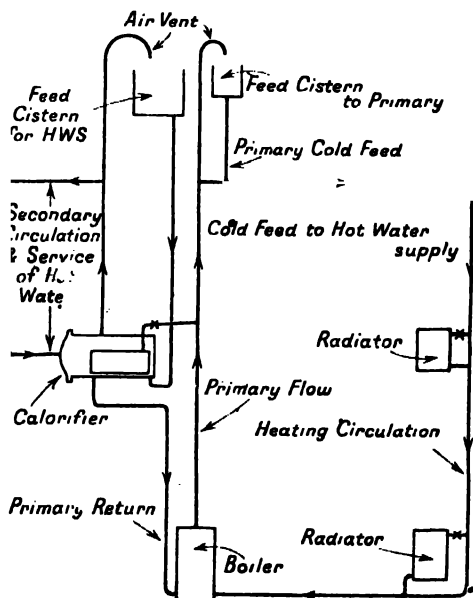 Air Vent
Feed
Cistern
for HWS
Feed Cistern
to Primary
Primary Cold Feed
Secondary
Circulation
& Service
of Hot
Wate
Cold Feed to Hot Water
supply
Radiator
Calorifier
Primary Flow
Heating Circulation
Primary Return
Boiler
Radiator